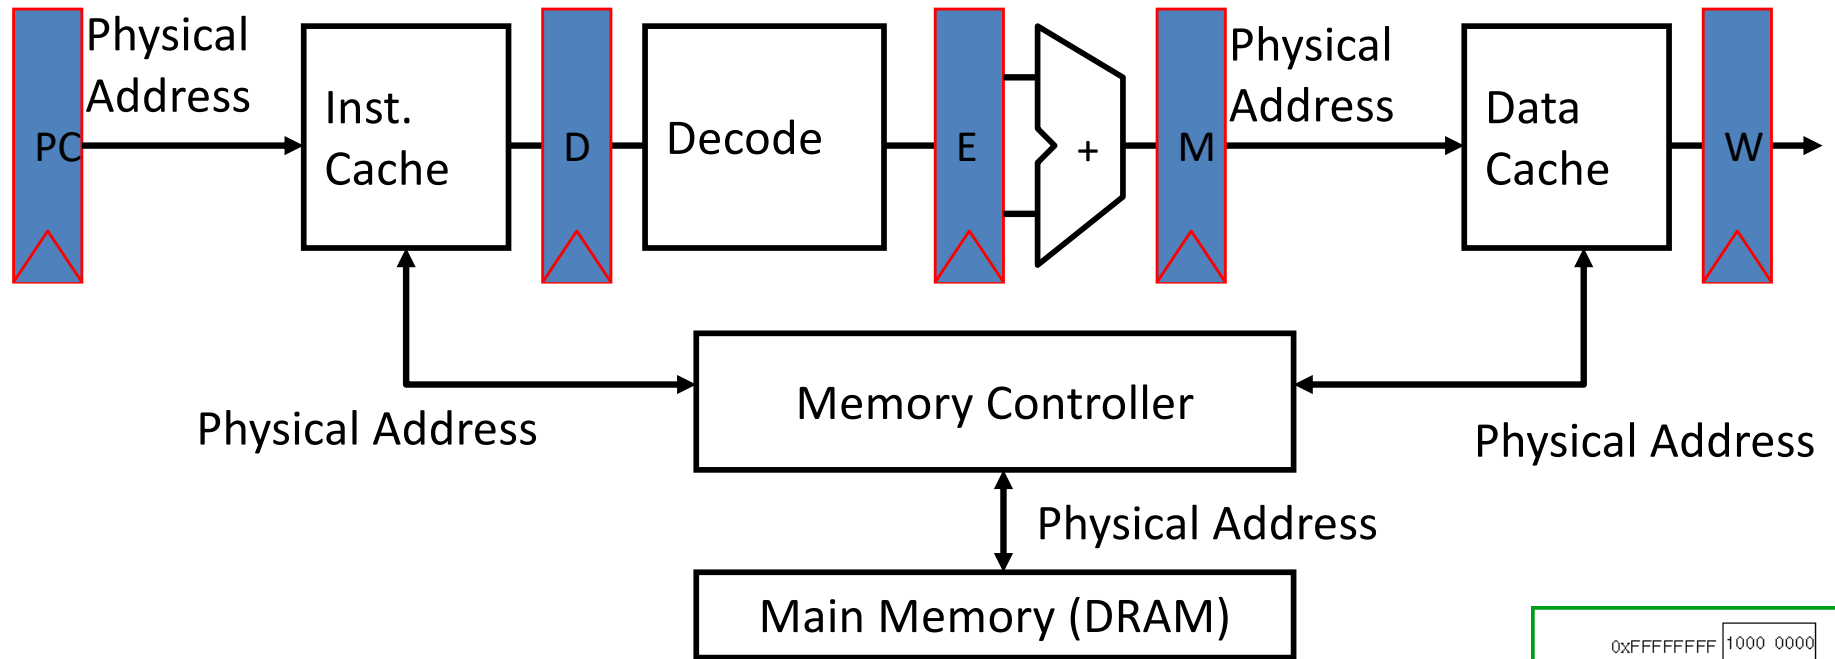 Physical
Address
PC
Inst.
Cache
D
Decode
E
+
M
Physical
Address
Data
Cache
W
Physical Address
Memory Controller
Physical Address
Physical Address
Main Memory (DRAM)
0xFFFFFFFF 1000 0000